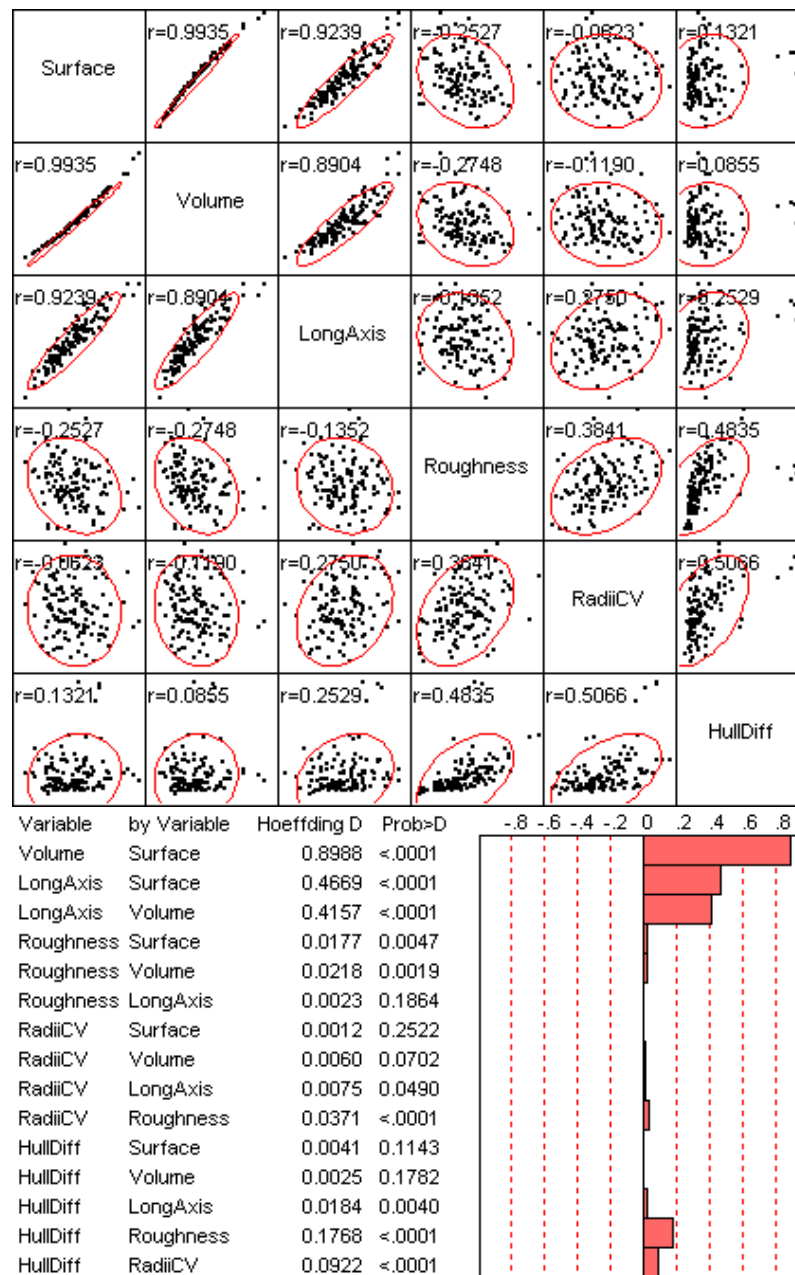 Surface r=0.9935 r=0.9239 r=-0.2527 r=-0.0623 r=0.1321
r=0.9935 Volume r=0.8904 r=-0.2748 r=-0.1190 r=0.0855
r=0.9239 r=0.8904 LongAxis r=-0.1352 r=0.2750 r=0.2529
r=-0.2527 r=-0.2748 r=-0.1352 Roughness r=0.3841 r=0.4835
r=-0.0623 r=-0.1190 r=0.2750 r=0.3841 RadiiCV r=0.5066
r=0.1321 r=0.0855 r=0.2529 r=0.4835 r=0.5066 HullDiff
Variable by Variable Hoeffding D Prob>D -.8 -.6 -.4 -.2 0 .2 .4 .6 .8
Volume Surface 0.8988 <.0001
LongAxis Surface 0.4669 <.0001
LongAxis Volume 0.4157 <.0001
Roughness Surface 0.0177 0.0047
Roughness Volume 0.0218 0.0019
Roughness LongAxis 0.0023 0.1864
RadiiCV Surface 0.0012 0.2522
RadiiCV Volume 0.0060 0.0702
RadiiCV LongAxis 0.0075 0.0490
RadiiCV Roughness 0.0371 <.0001
HullDiff Surface 0.0041 0.1143
HullDiff Volume 0.0025 0.1782
HullDiff LongAxis 0.0184 0.0040
HullDiff Roughness 0.1768 <.0001
HullDiff RadiiCV 0.0922 <.0001